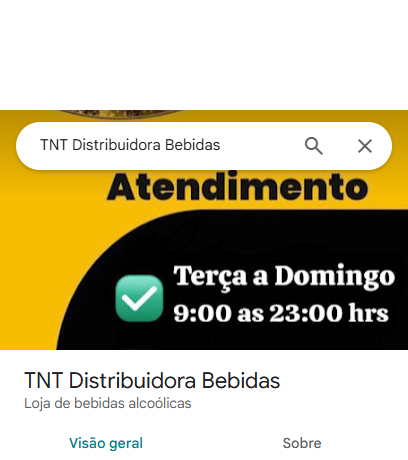 TNT Distribuidora Bebidas
Atendimento
Terça a Domingo
9:00 as 23:00 hrs
TNT Distribuidora Bebidas
Loja de bebidas alcoólicas
Visão geral
Sobre